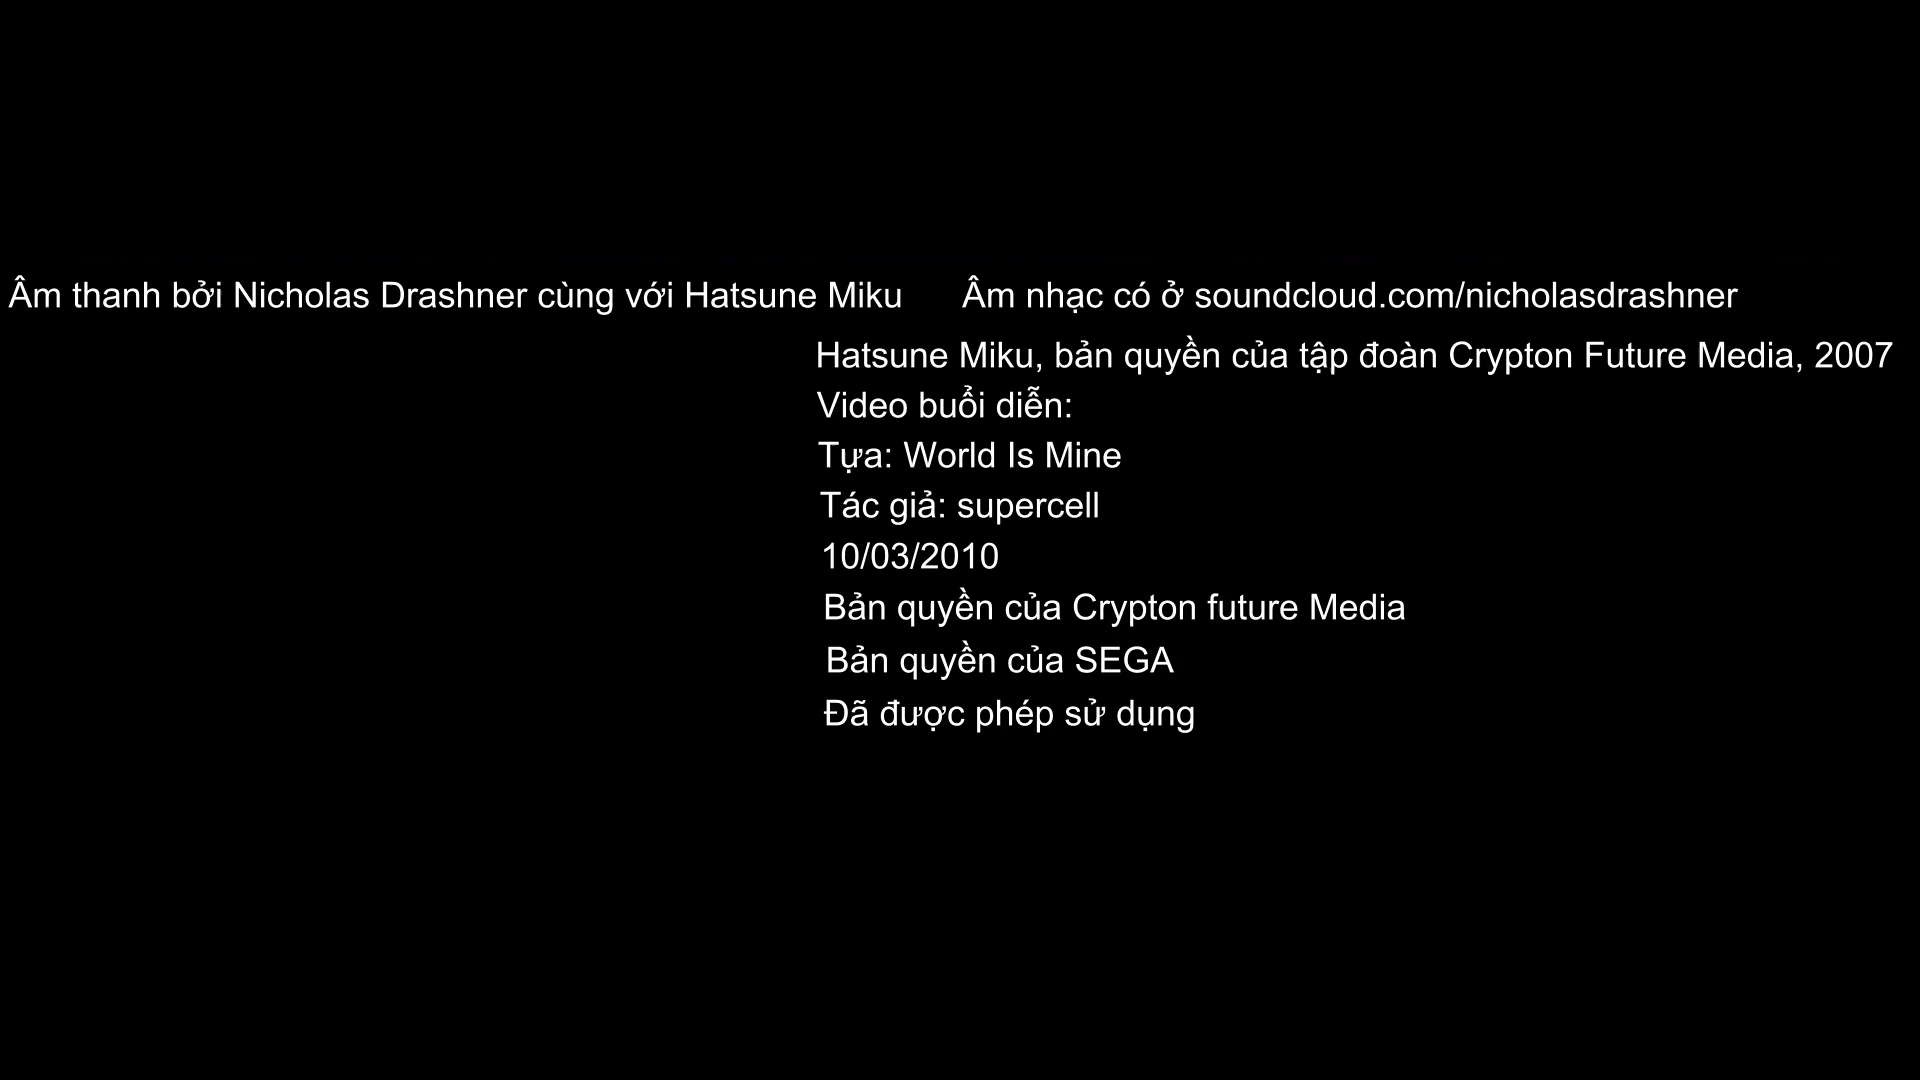 Âm thanh bởi Nicholas Drashner cùng với Hatsune Miku Âm nhạc có ở soundcloud.com/nicholasdrashner
Hatsune Miku, bản quyền của tập đoàn Crypton Future Media, 2007
Video buổi diễn:
Tựa: World Is Mine
Tác giả: supercell
10/03/2010
Bản quyền của Crypton future Media
Bản quyền của SEGA
Đã được phép sử dụng